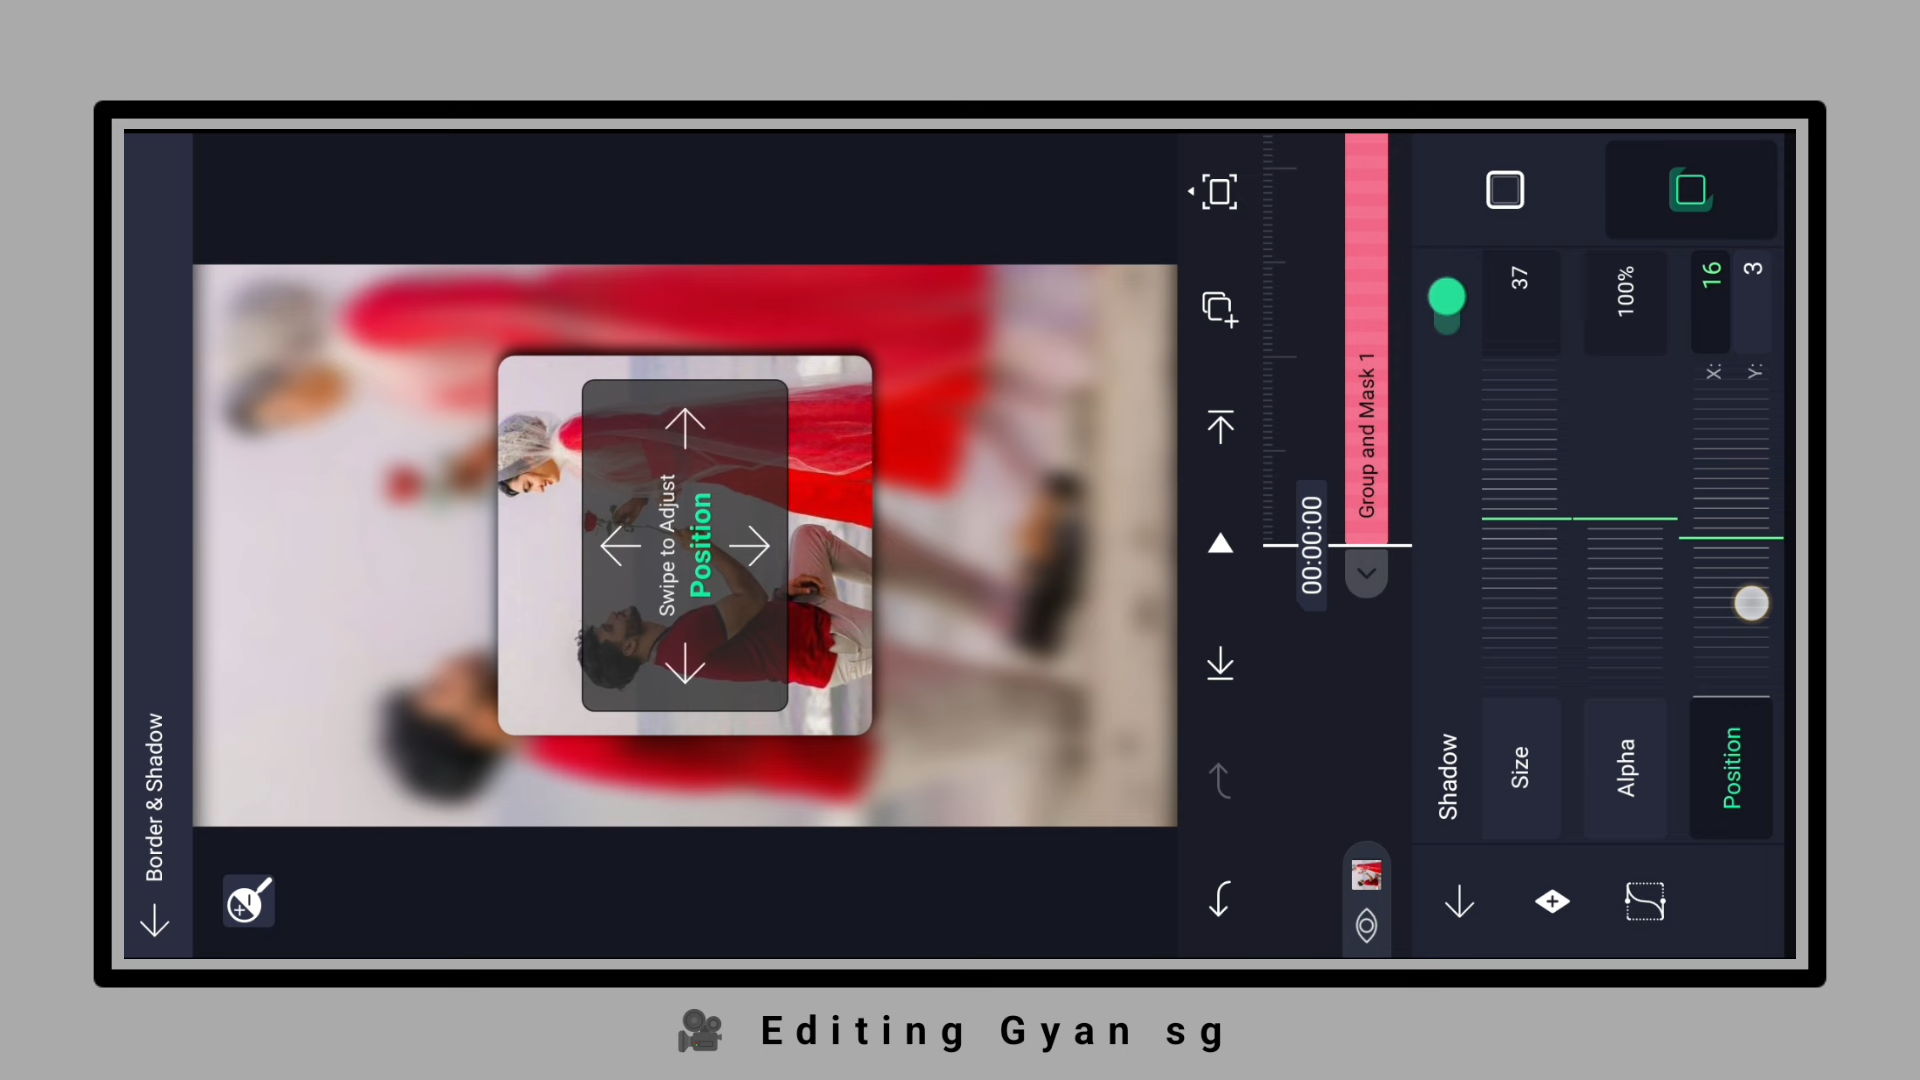 Border & Shadow
Swipe to Adjust
Position
00:00:00
Group and Mask 1
Shadow
Size
37
Alpha
100%
Position
X: 16
Y: 3
Editing Gyan sg